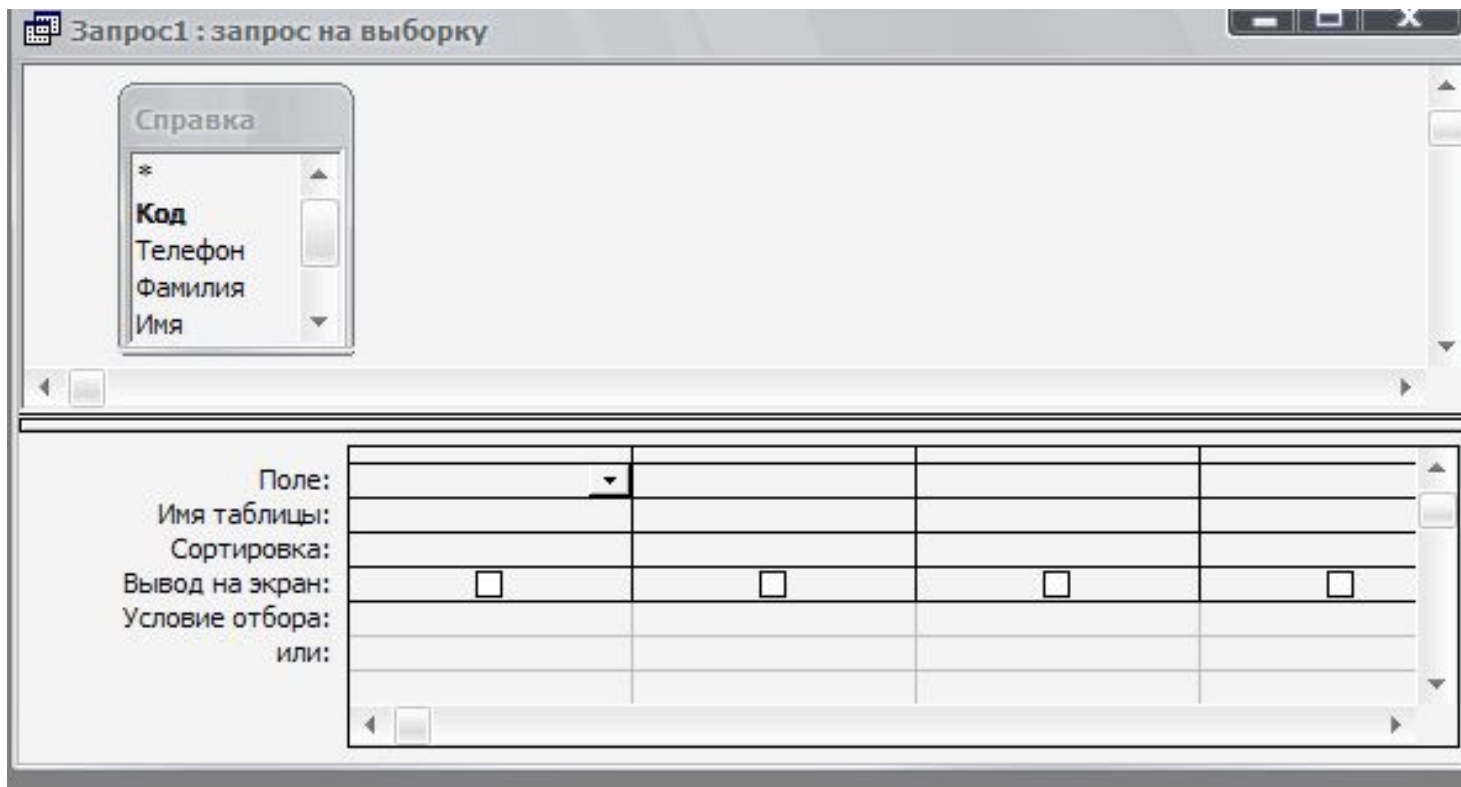 Запрос1 : запрос на выборку
Справка
*
Код
Телефон
Фамилия
Имя
Поле:
Имя таблицы:
Сортировка:
Вывод на экран:
Условие отбора:
или: